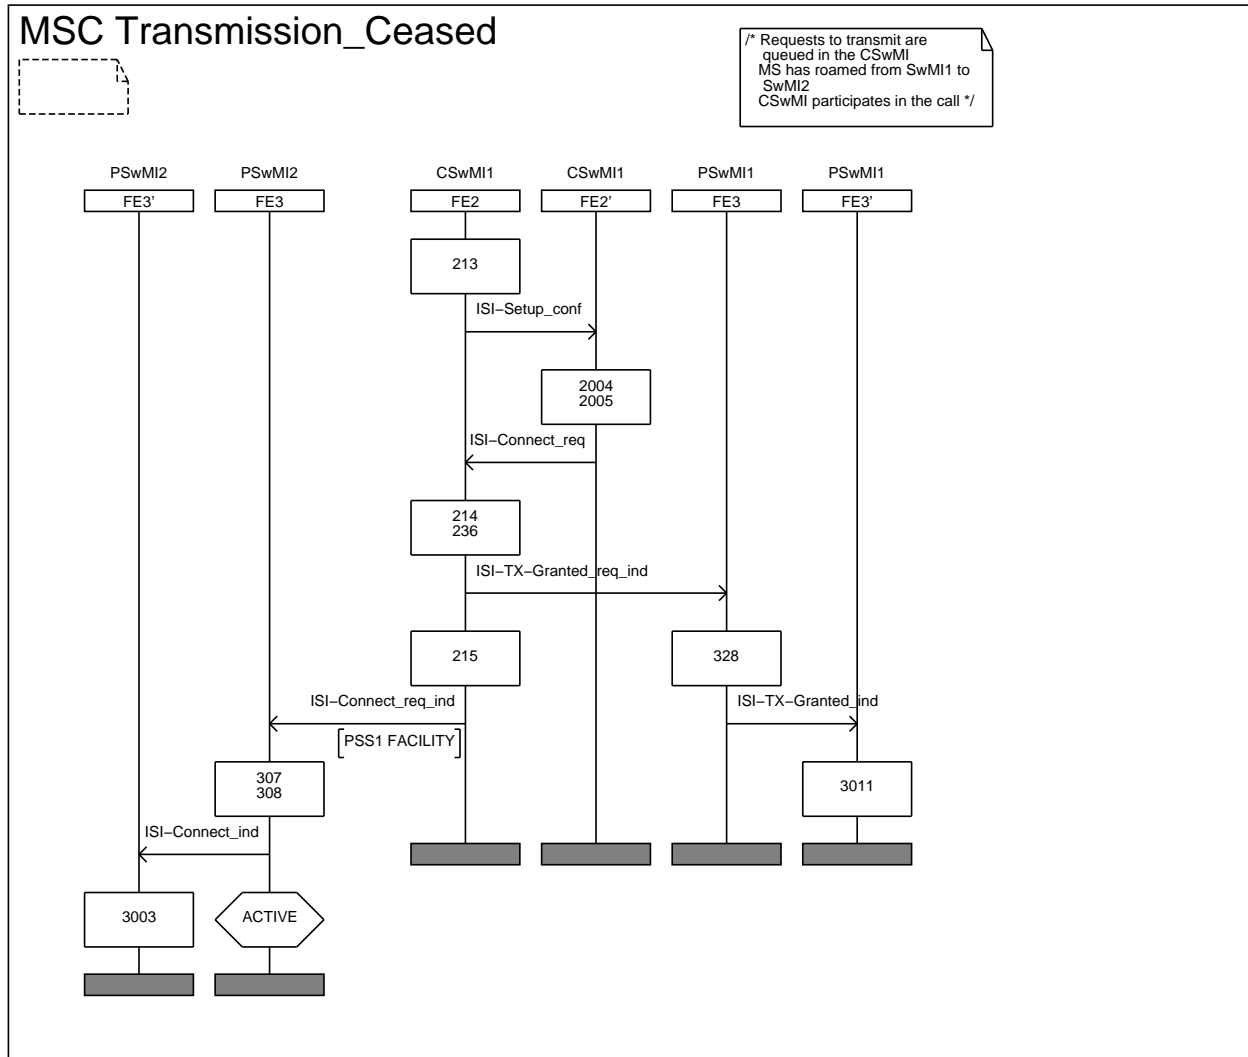 MSC Transmission_Ceased
/* Requests to transmit are
queued in the CSwMI
MS has roamed from SwMI1 to
SwMI2
CSwMI participates in the call */
PSwMI2 PSwMI2 CSwMI1 CSwMI1 PSwMI1 PSwMI1
FE3’ FE3 FE2 FE2’ FE3 FE3’
213
ISI−Setup_conf
2004
2005
ISI−Connect_req
214
236
ISI−TX−Granted_req_ind
215 328
ISI−Connect_req_ind ISI−TX−Granted_ind
PSS1 FACILITY
307
308
3011
ISI−Connect_ind
3003 ACTIVE